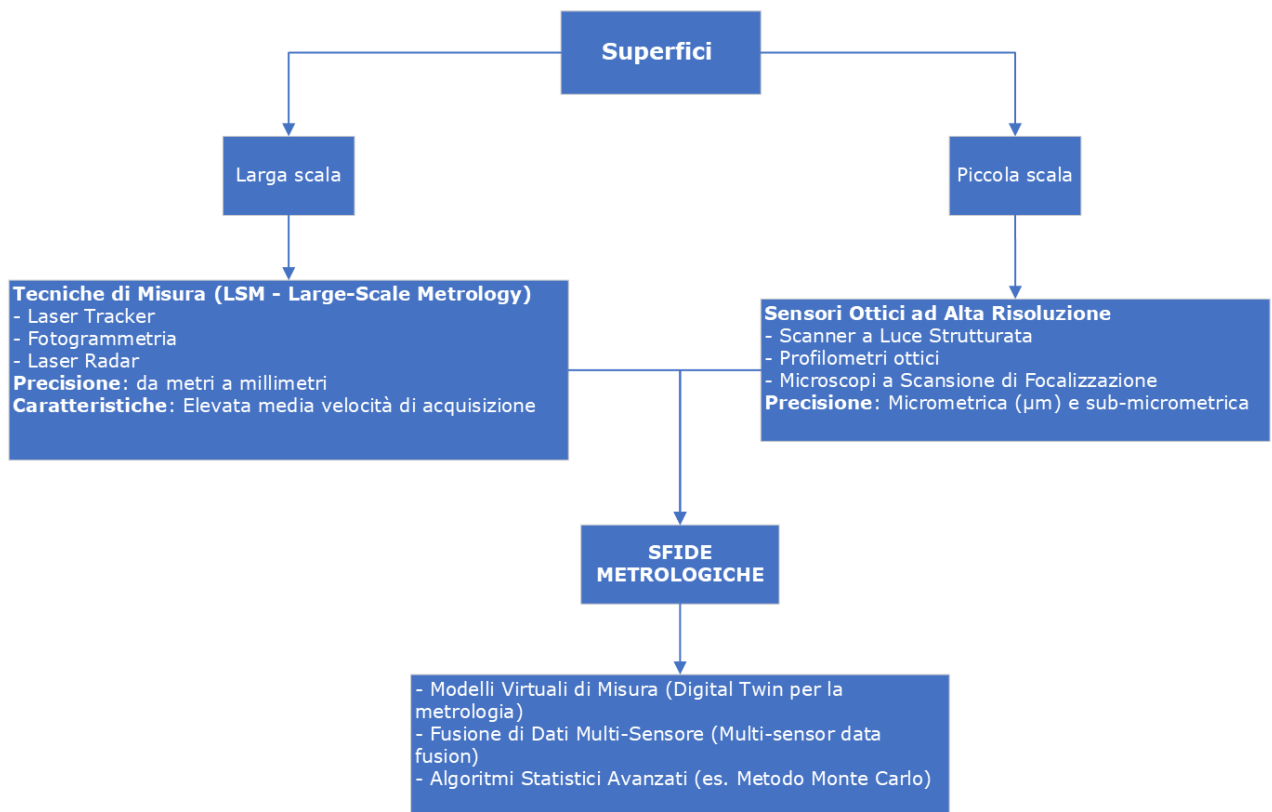 Superfici
Larga scala
Piccola scala
Tecniche di Misura (LSM - Large-Scale Metrology)
- Laser Tracker
- Fotogrammetria
- Laser Radar
Precisione: da metri a millimetri
Caratteristiche: Elevata media velocità di acquisizione
Sensori Ottici ad Alta Risoluzione
- Scanner a Luce Strutturata
- Profilometri ottici
- Microscopi a Scansione di Focalizzazione
Precisione: Micrometrica (μm) e sub-micrometrica
SFIDE
METROLOGICHE
- Modelli Virtuali di Misura (Digital Twin per la
metrologia)
- Fusione di Dati Multi-Sensore (Multi-sensor data
fusion)
- Algoritmi Statistici Avanzati (es. Metodo Monte Carlo)